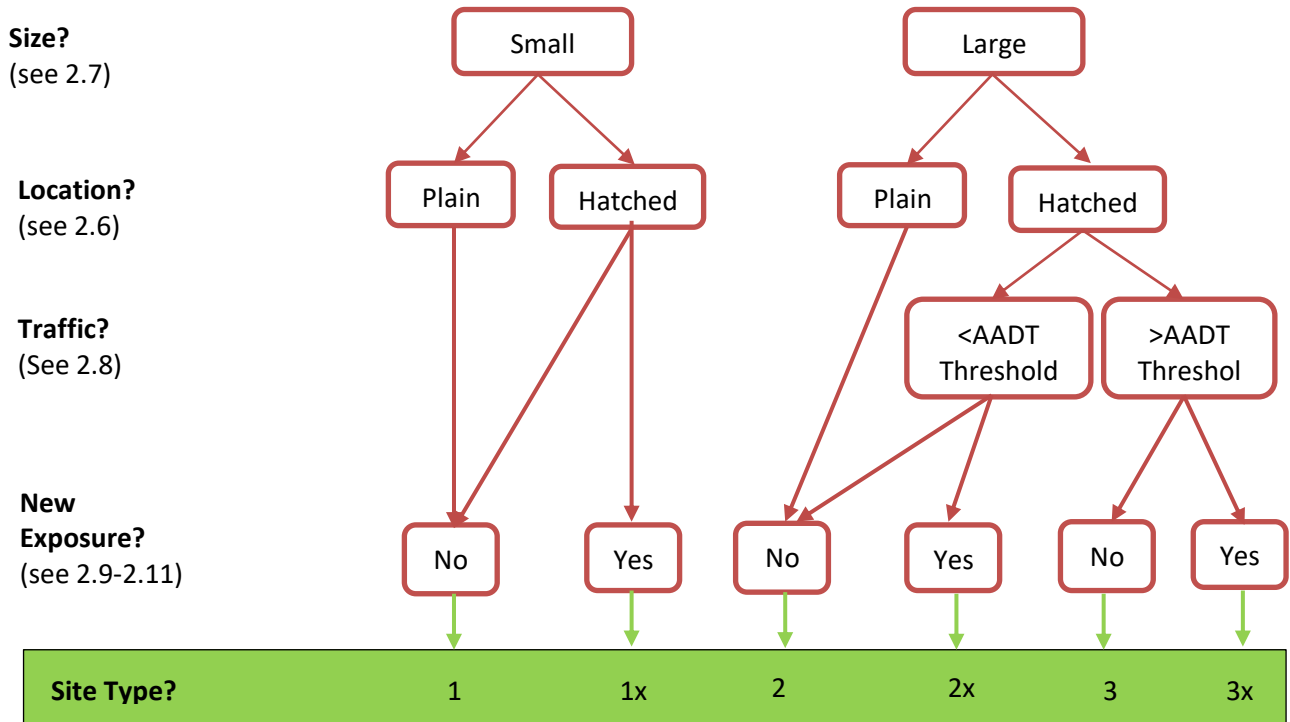 Size?
(see 2.7)
Small
Large
Location?
(see 2.6)
Plain
Hatched
Plain
Hatched
Traffic?
(See 2.8)
<AADT
Threshold
>AADT
Threshol
New
Exposure?
(see 2.9-2.11)
No
Yes
No
Yes
No
Yes
Site Type?
1
1x
2
2x
3
3x